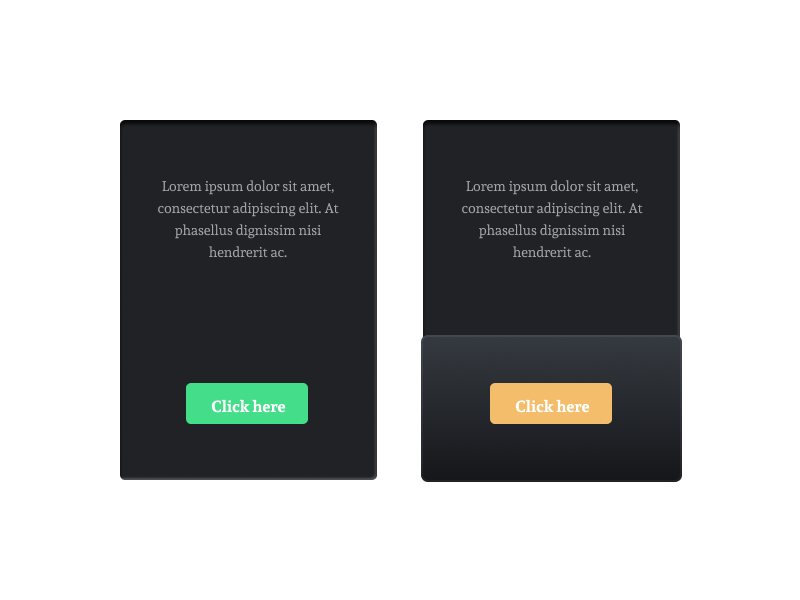 Lorem ipsum dolor sit amet,
consectetur adipiscing elit. At
phasellus dignissim nisi
hendrerit ac.
Click here
Lorem ipsum dolor sit amet,
consectetur adipiscing elit. At
phasellus dignissim nisi
hendrerit ac.
Click here